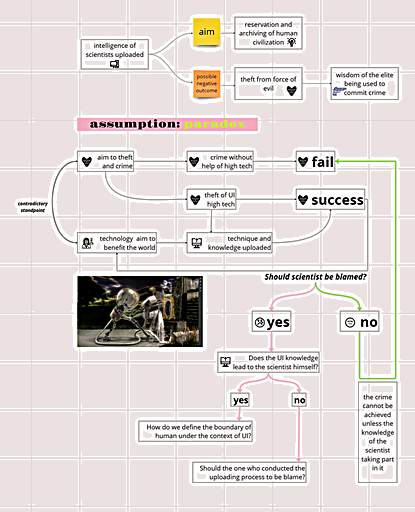 intelligence of
scientists uploaded
aim
reservation and
archiving of human
civilization
possible
negative
outcome
theft from force of
evil
wisdom of the elite
being used to
commit crime
assumption: paradox
aim to theft
and crime
crime without
help of high tech
fail
theft of UI
high tech
success
contradictory
standpoint
technology aim to
benefit the world
technique and
knowledge uploaded
Should scientist be blamed?
yes
no
Does the UI knowledge
lead to the scientist himself?
yes
no
the crime
cannot be
achieved
unless the
knowledge
of the
scientist
taking part
in it
How do we define the boundary of
human under the context of UI?
Should the one who conducted the
uploading process to be blame?